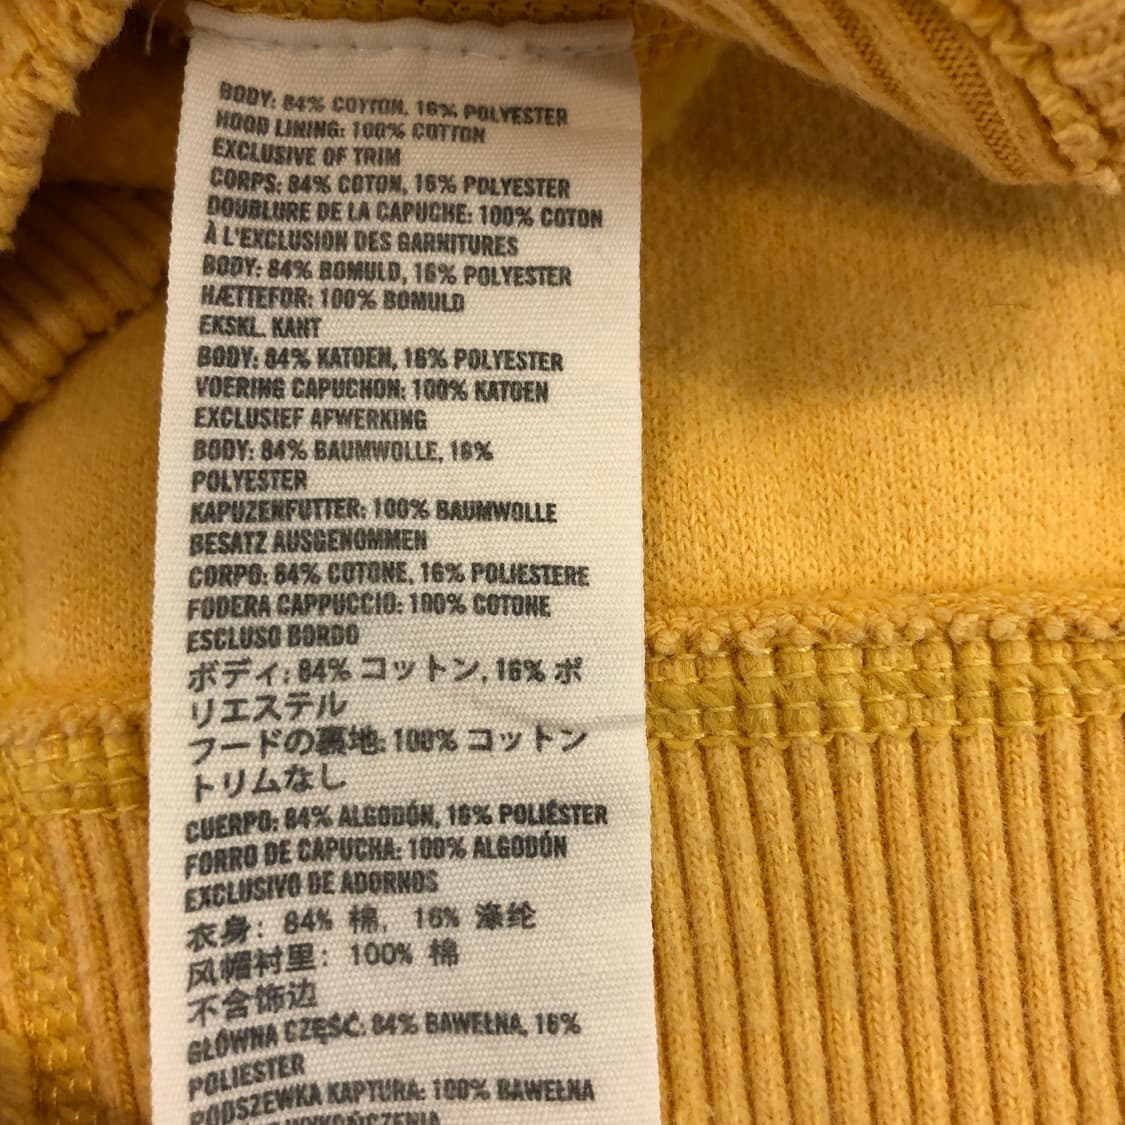 BODY: 84% COTTON, 16% POLYESTER
HOOD LINING: 100% COTTON
EXCLUSIVE OF TRIM
CORPS: 84% COTON, 16% POLYESTER
DOUBLURE DE LA CAPUCHE: 100% COTON
À L'EXCLUSION DES GARNITURES
BODY: 84% BOMULD, 16% POLYESTER
HÆTTEFOR: 100% BOMULD
EKSKL. KANT
BODY: 84% KATOEN, 16% POLYESTER
VOERING CAPUCHON: 100% KATOEN
EXCLUSIEF AFWERKING
BODY: 84% BAUMWOLLE, 16%
POLYESTER
KAPUZENFUTTER: 100% BAUMWOLLE
BESATZ AUSGENOMMEN
CORPO: 84% COTONE, 16% POLIESTERE
FODERA CAPPUCCIO: 100% COTONE
ESCLUSO BORDO
ボディ: 84% コットン, 16% ポ
リエステル
フードの裏地: 100% コットン
トリムなし
CUERPO: 84% ALGODÓN, 16% POLIÉSTER
FORRO DE CAPUCHA: 100% ALGODÓN
EXCLUSIVO DE ADORNOS
衣身: 84% 棉, 16% 涤纶
风帽衬里: 100% 棉
不含饰边
GŁÓWNA CZĘŚĆ: 84% BAWEŁNA, 16%
POLIESTER
PODSZEWKA KAPTURA: 100% BAWEŁNA
WYKOŃCZENIA